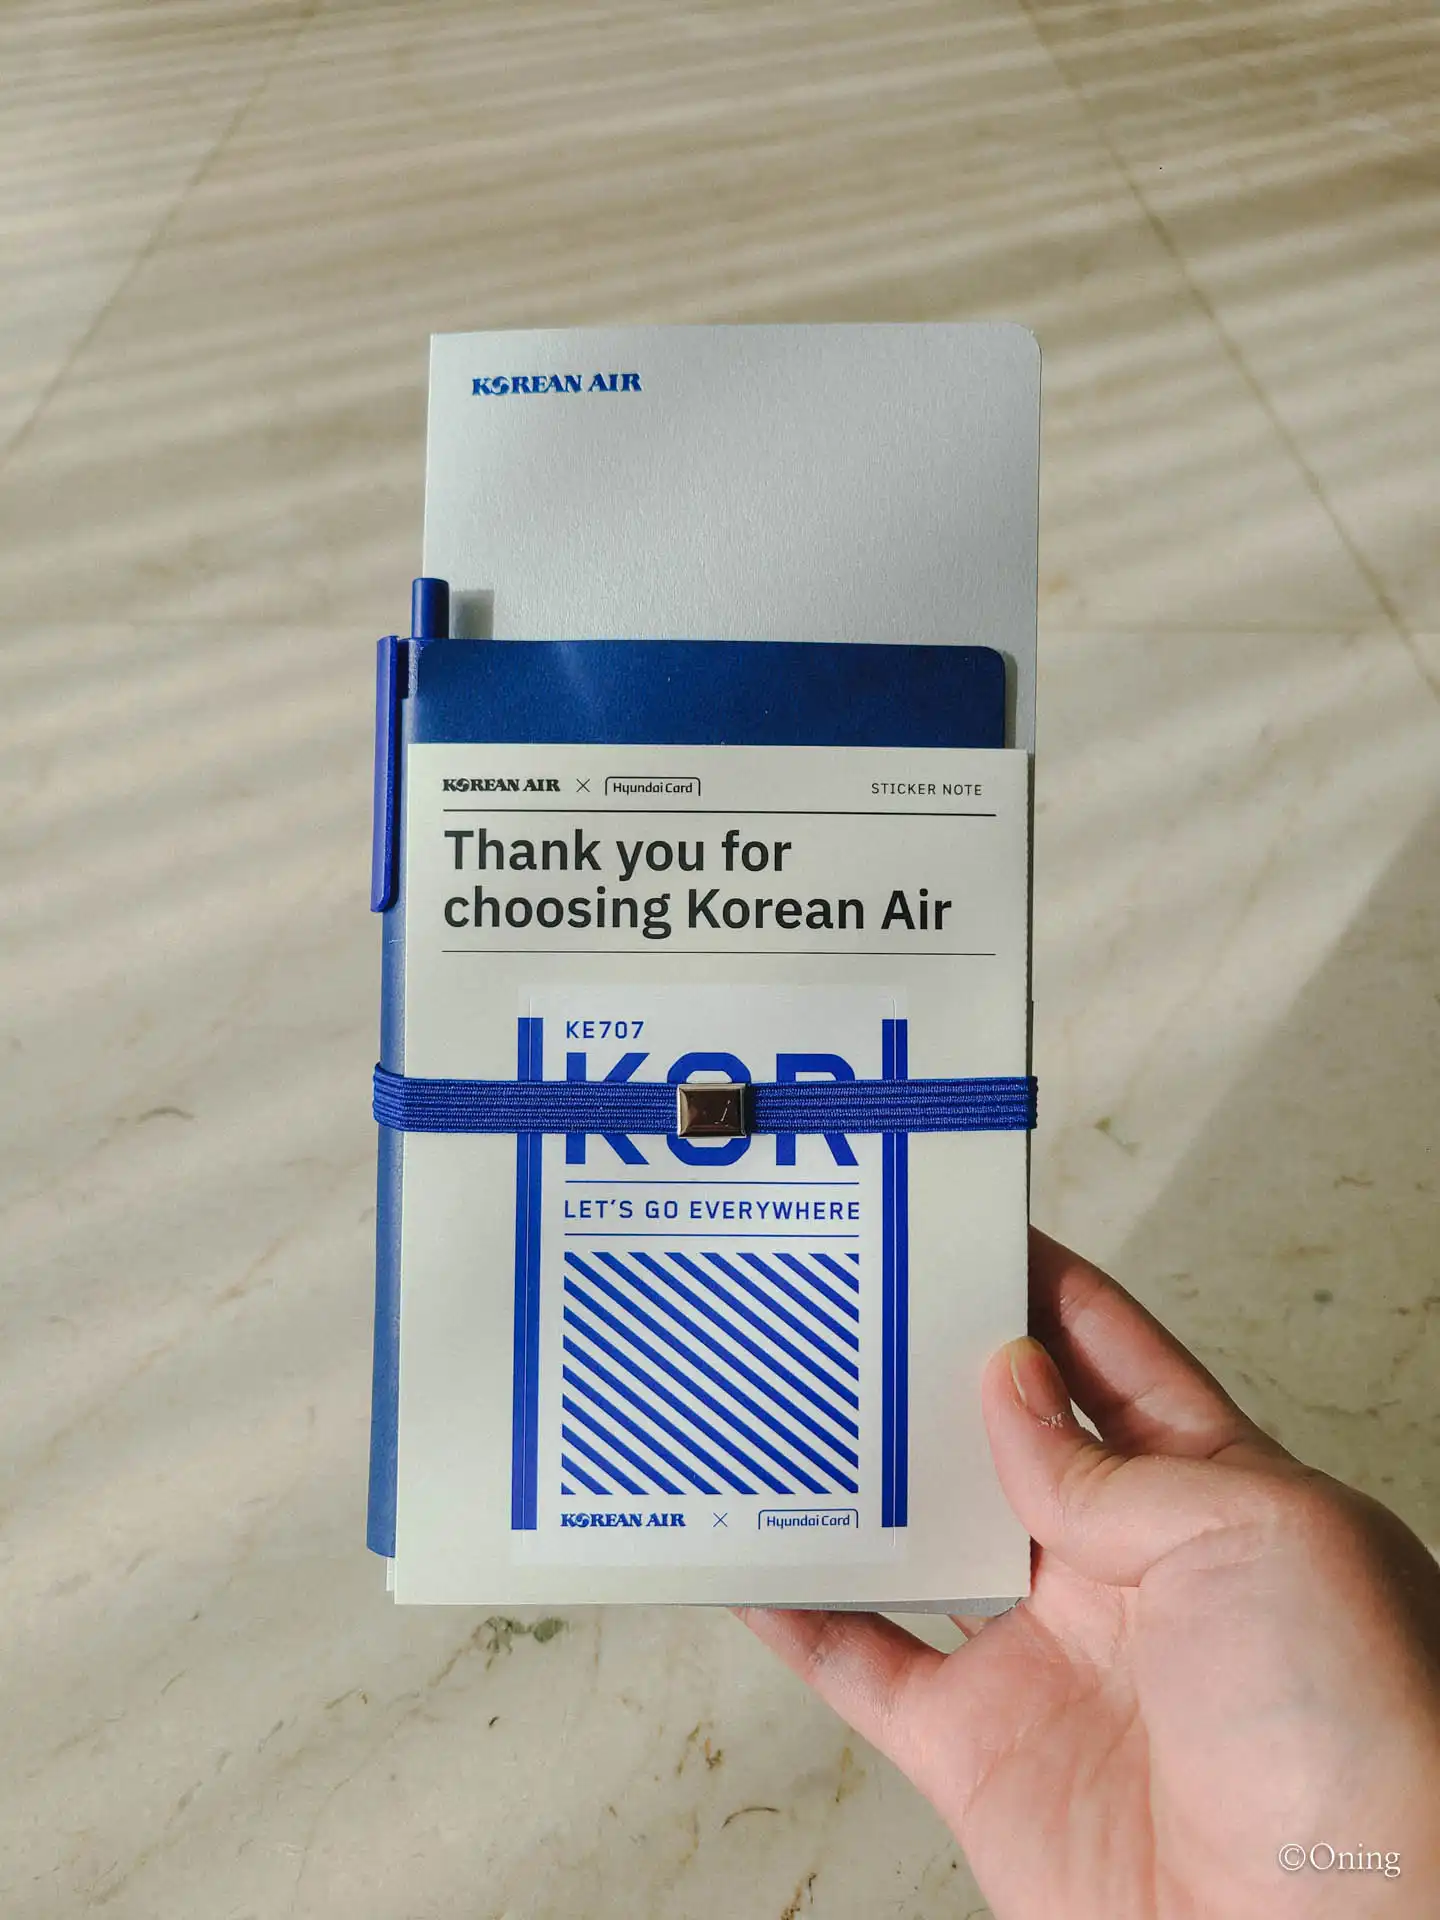 KOREAN AIR
KOREAN AIR × Hyundai Card STICKER NOTE
Thank you for
choosing Korean Air
KE707
KOR
LET'S GO EVERYWHERE
KOREAN AIR × Hyundai Card
©Oning